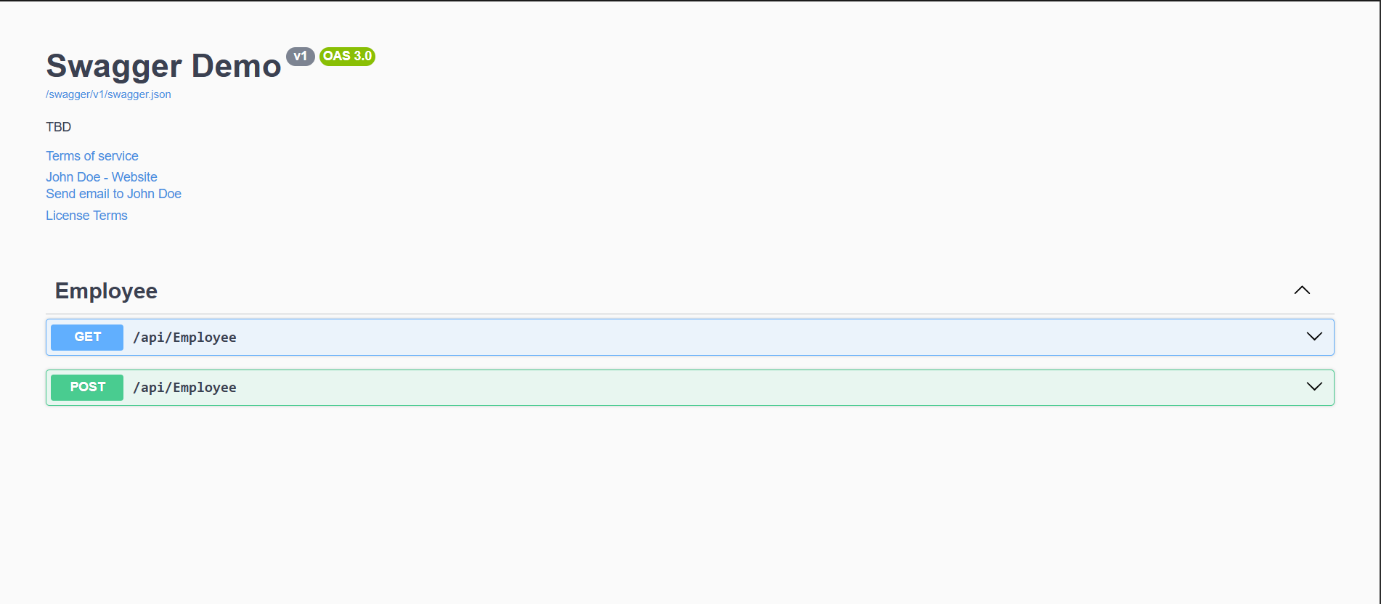 Swagger Demo v1 OAS 3.0
/swagger/v1/swagger.json
TBD
Terms of service
John Doe - Website
Send email to John Doe
License Terms
Employee
GET /api/Employee
POST /api/Employee